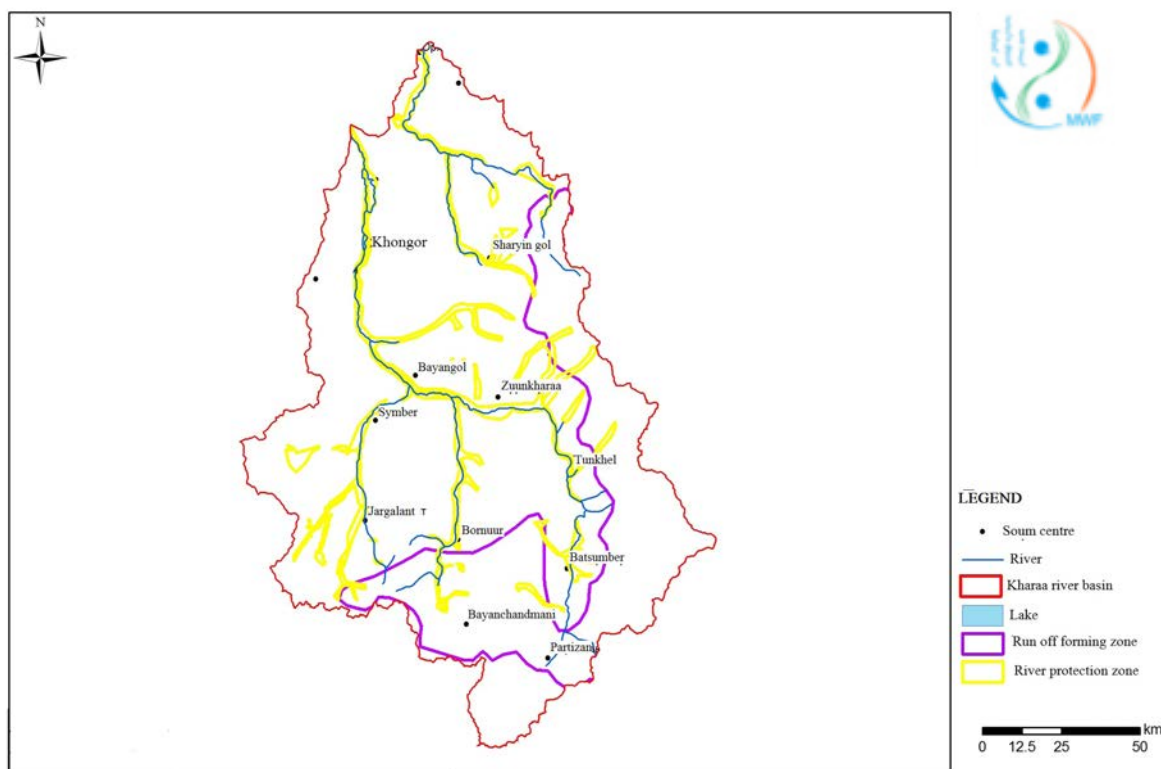 N
Khongor
Sharyin gol
Bayangol
Zuunkharaa
Symber
Tunkhel
Jargalant т
Bornuur
Batsumber
Bayanchandmani
Partizan
MWF
LEGEND
Soum centre
River
Kharaa river basin
Lake
Run off forming zone
River protection zone
km
0 12.5 25 50